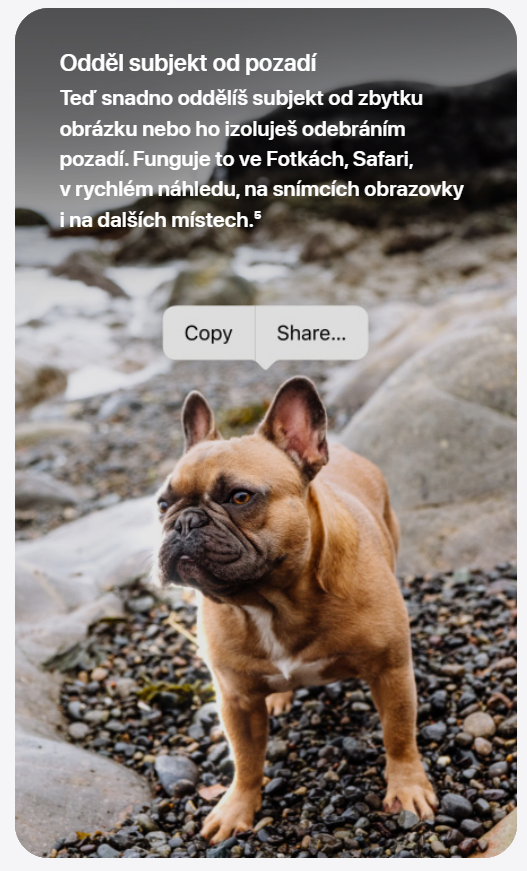 Odděl subjekt od pozadí
Teď snadno oddělíš subjekt od zbytku
obrázku nebo ho izoluješ odebráním
pozadí. Funguje to ve Fotkách, Safari,
v rychlém náhledu, na snímcích obrazovky
i na dalších místech.⁵
Copy Share...